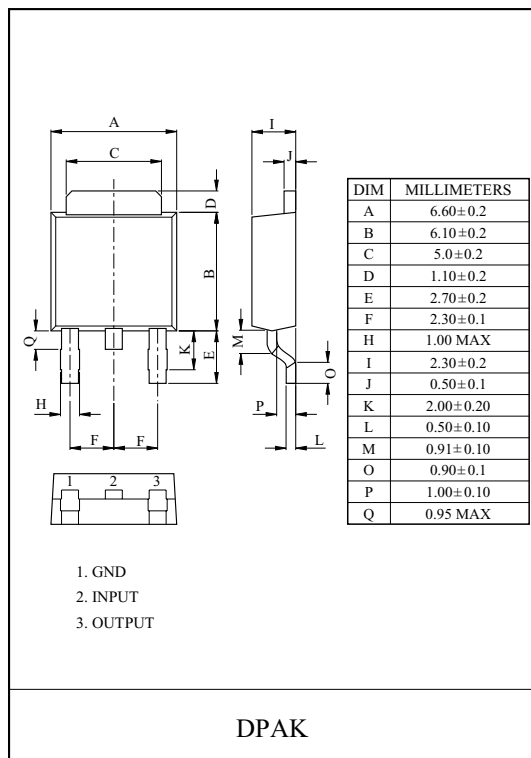 A
C
D
B
Q
K
E
H
F F
I
J
M
O
P
L
1 2 3
1. GND
2. INPUT
3. OUTPUT
DIM MILLIMETERS
A 6.60±0.2
B 6.10±0.2
C 5.0±0.2
D 1.10±0.2
E 2.70±0.2
F 2.30±0.1
H 1.00 MAX
I 2.30±0.2
J 0.50±0.1
K 2.00±0.20
L 0.50±0.10
M 0.91±0.10
O 0.90±0.1
P 1.00±0.10
Q 0.95 MAX
DPAK